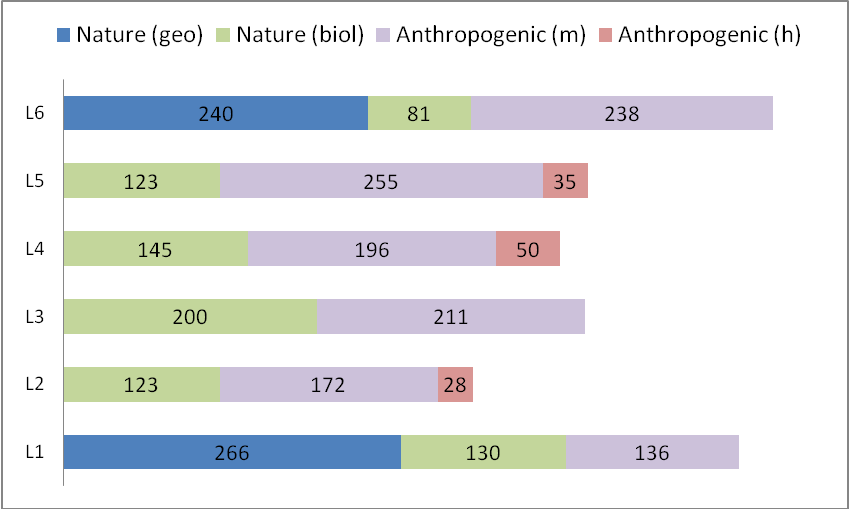 Nature (geo) Nature (biol) Anthropogenic (m) Anthropogenic (h)
L6 240 81 238
L5 123 255 35
L4 145 196 50
L3 200 211
L2 123 172 28
L1 266 130 136